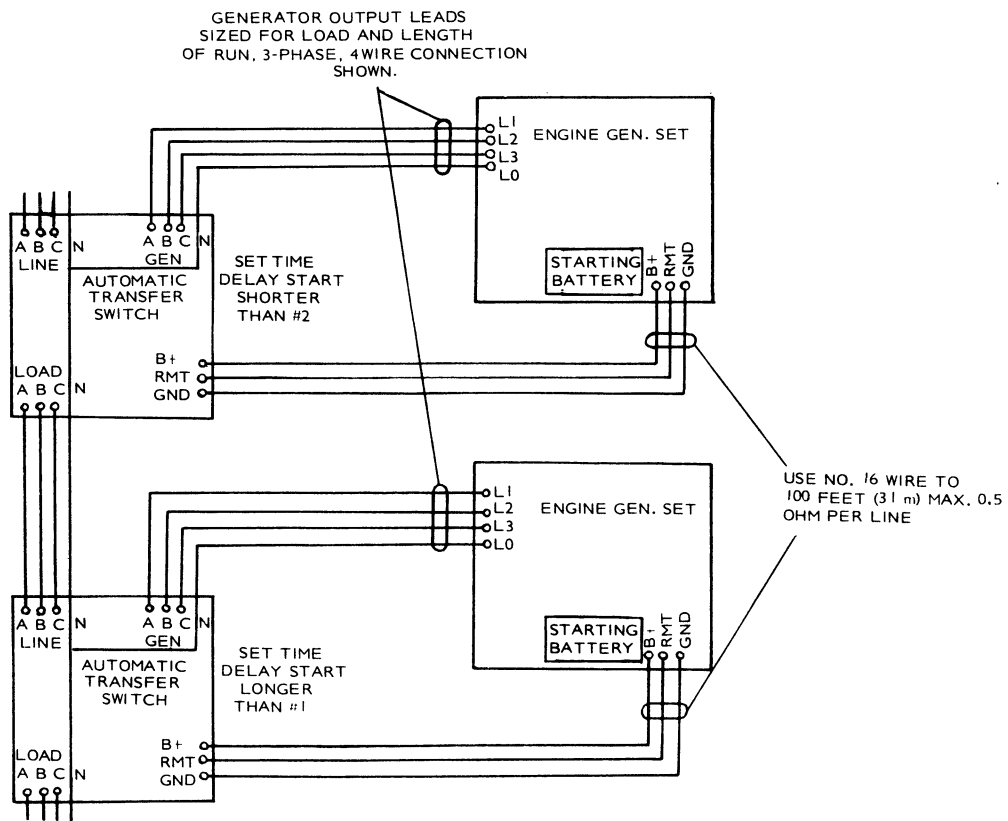 GENERATOR OUTPUT LEADS
SIZED FOR LOAD AND LENGTH
OF RUN, 3-PHASE, 4WIRE CONNECTION
SHOWN.
L1
L2
L3
L0
ENGINE GEN. SET
STARTING
BATTERY
B+
RMT
GND
A B C N
LINE
A B C N
GEN
AUTOMATIC
TRANSFER
SWITCH
SET TIME
DELAY START
SHORTER
THAN #2
LOAD
A B C N
B+
RMT
GND
L1
L2
L3
L0
ENGINE GEN. SET
STARTING
BATTERY
B+
RMT
GND
USE NO. 16 WIRE TO
100 FEET (31 m) MAX. 0.5
OHM PER LINE
A B C N
LINE
A B C N
GEN
AUTOMATIC
TRANSFER
SWITCH
SET TIME
DELAY START
LONGER
THAN #1
LOAD
A B C N
B+
RMT
GND